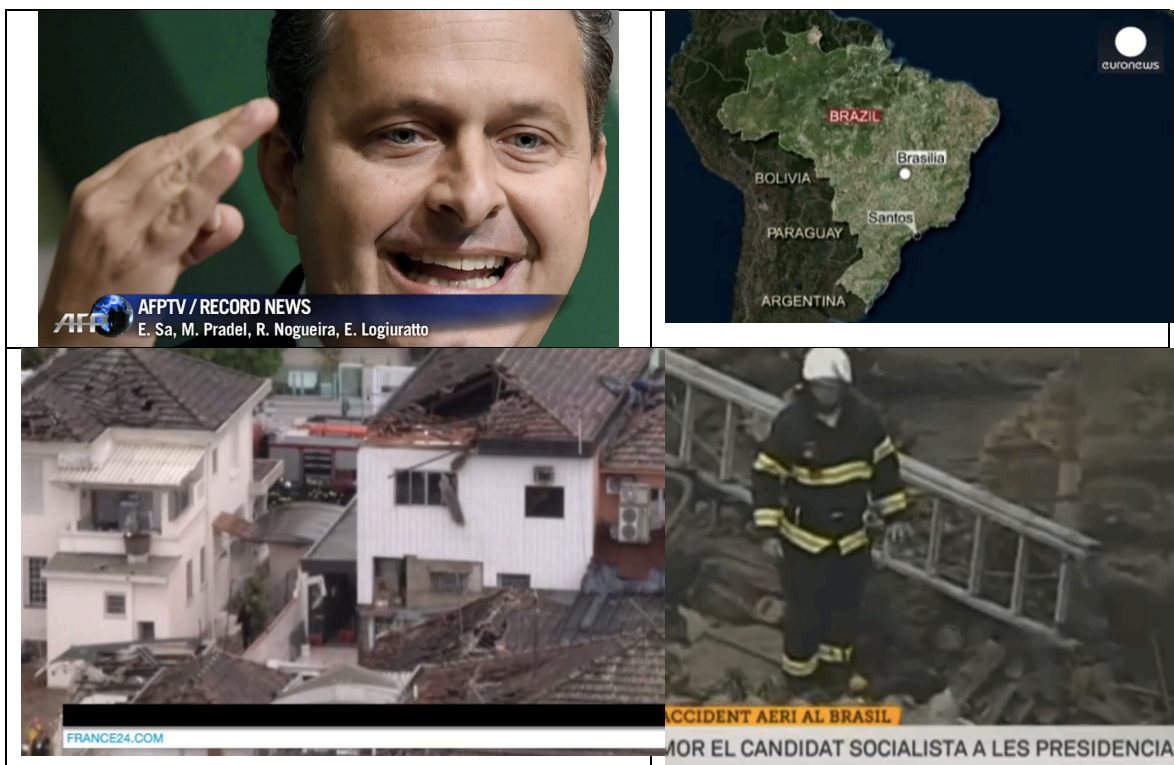 AFP
AFPTV / RECORD NEWS
E. Sa, M. Pradel, R. Nogueira, E. Logiuratto
euronews
BRAZIL
Brasilia
BOLIVIA
Santos
PARAGUAY
ARGENTINA
FRANCE24.COM
ACCIDENT AERI AL BRASIL
MOR EL CANDIDAT SOCIALISTA A LES PRESIDENCIA